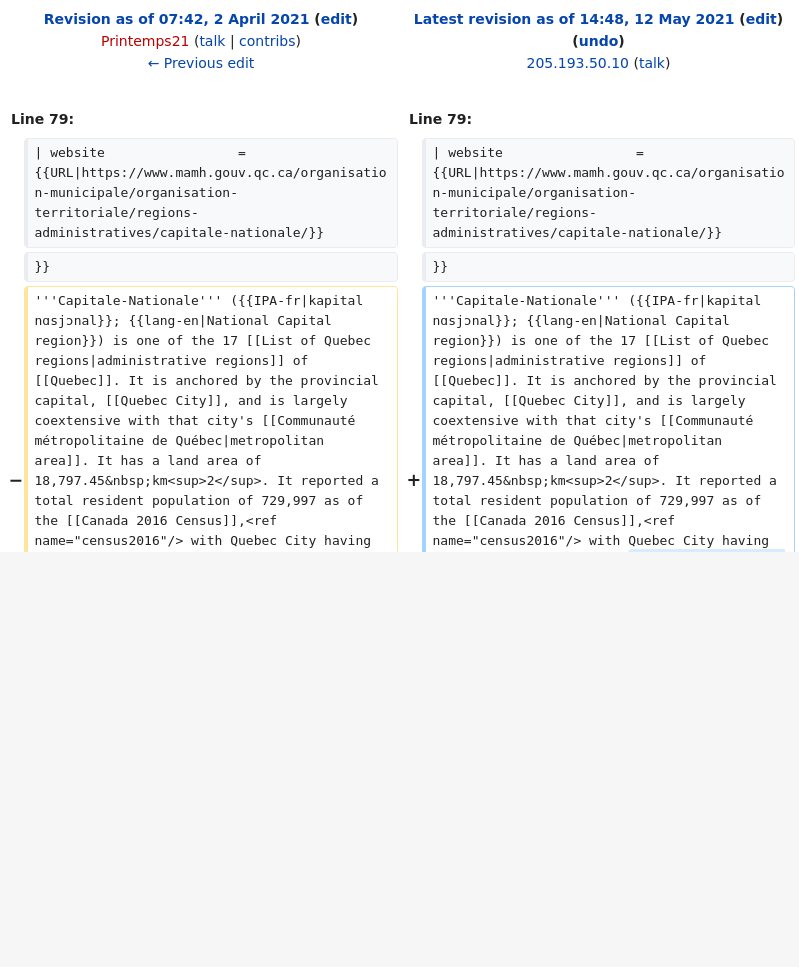 Revision as of 07:42, 2 April 2021 (edit)
Printemps21 (talk | contribs)
← Previous edit
Latest revision as of 14:48, 12 May 2021 (edit)
(undo)
205.193.50.10 (talk)
Line 79:
Line 79:
| website                 =
{{URL|https://www.mamh.gouv.qc.ca/organisatio
n-municipale/organisation-
territoriale/regions-
administratives/capitale-nationale/}}
| website                 =
{{URL|https://www.mamh.gouv.qc.ca/organisatio
n-municipale/organisation-
territoriale/regions-
administratives/capitale-nationale/}}
}}
}}
−
'''Capitale-Nationale''' ({{IPA-fr|kapital
nɑsjɔnal}}; {{lang-en|National Capital
region}}) is one of the 17 [[List of Quebec
regions|administrative regions]] of
[[Quebec]]. It is anchored by the provincial
capital, [[Quebec City]], and is largely
coextensive with that city's [[Communauté
métropolitaine de Québec|metropolitan
area]]. It has a land area of
18,797.45&nbsp;km<sup>2</sup>. It reported a
total resident population of 729,997 as of
the [[Canada 2016 Census]],<ref
name="census2016"/> with Quebec City having
+
'''Capitale-Nationale''' ({{IPA-fr|kapital
nɑsjɔnal}}; {{lang-en|National Capital
region}}) is one of the 17 [[List of Quebec
regions|administrative regions]] of
[[Quebec]]. It is anchored by the provincial
capital, [[Quebec City]], and is largely
coextensive with that city's [[Communauté
métropolitaine de Québec|metropolitan
area]]. It has a land area of
18,797.45&nbsp;km<sup>2</sup>. It reported a
total resident population of 729,997 as of
the [[Canada 2016 Census]],<ref
name="census2016"/> with Quebec City having